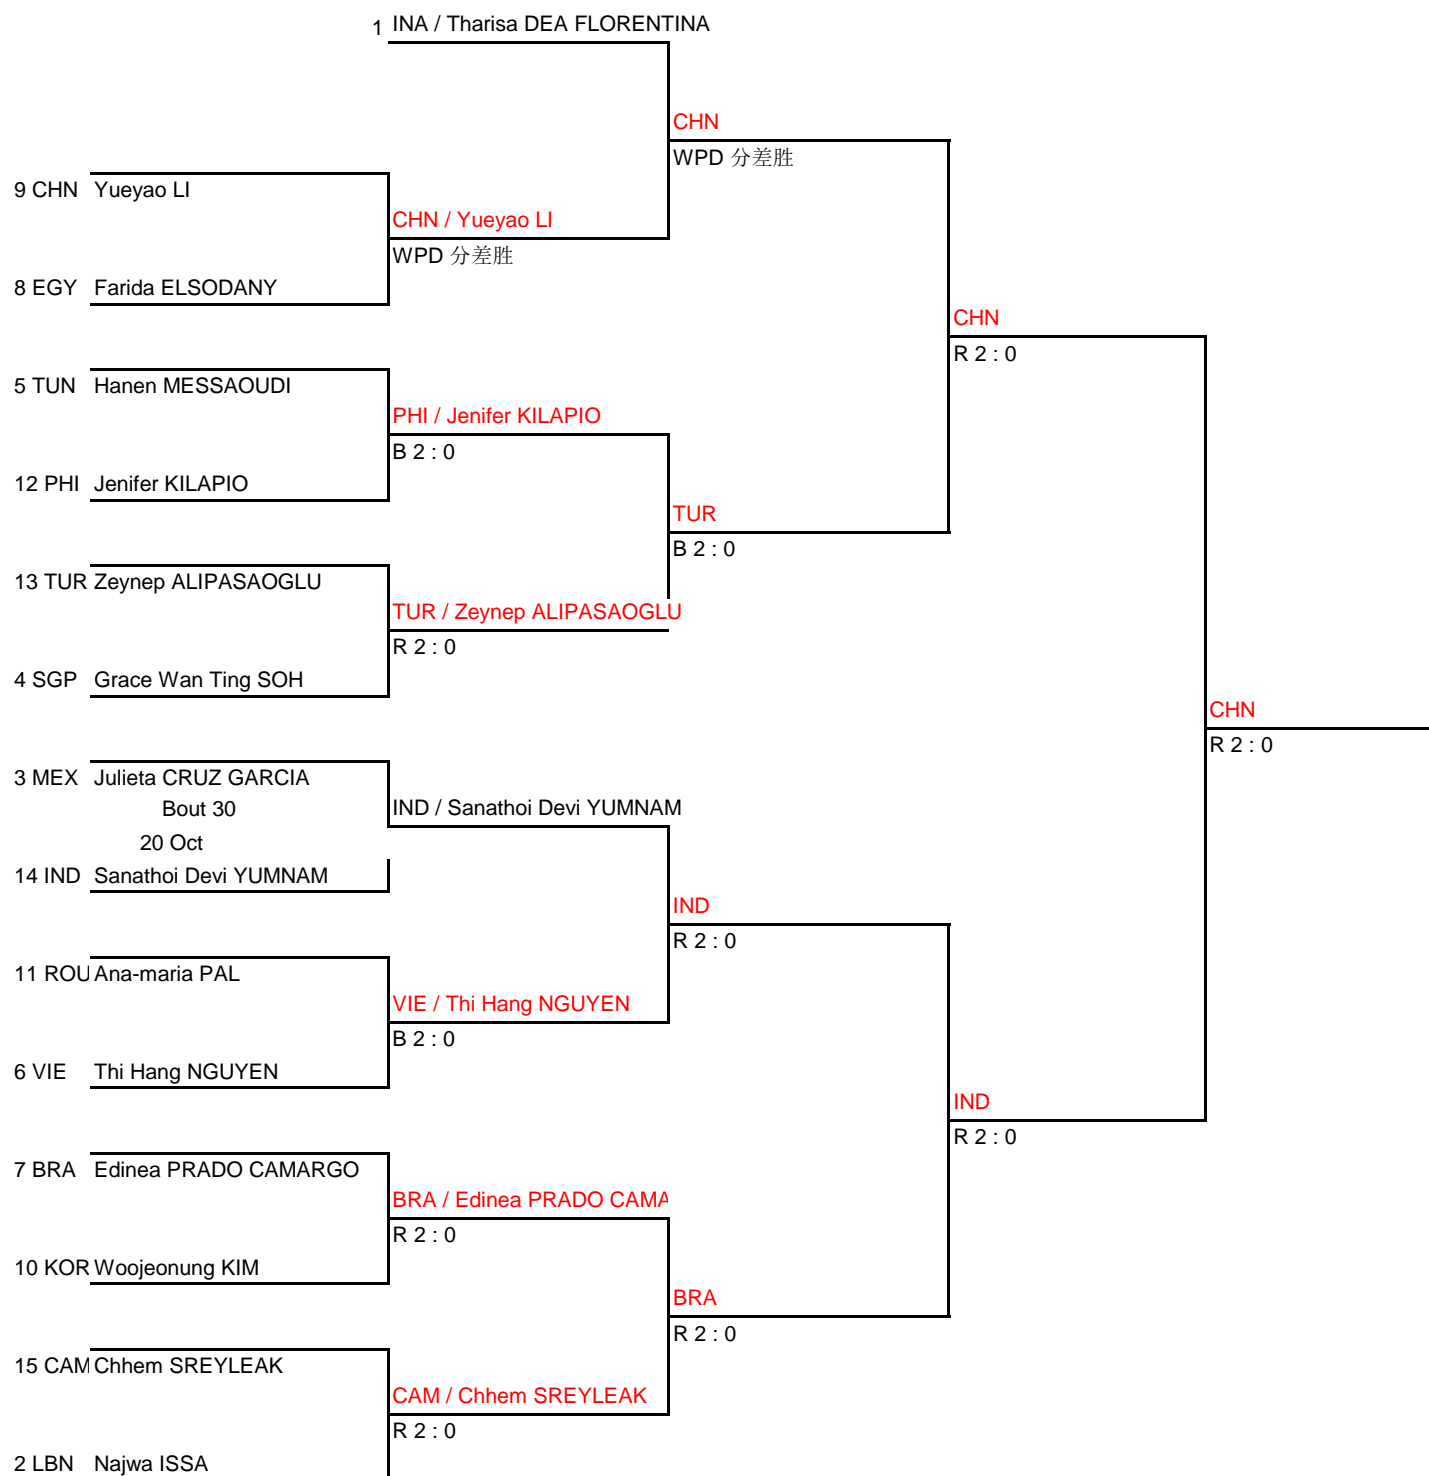 1 INA / Tharisa DEA FLORENTINA
CHN
WPD 分差胜
9 CHN Yueyao LI
CHN / Yueyao LI
WPD 分差胜
8 EGY Farida ELSODANY
CHN
R 2 : 0
5 TUN Hanen MESSAOUDI
PHI / Jenifer KILAPIO
B 2 : 0
12 PHI Jenifer KILAPIO
TUR
B 2 : 0
13 TUR Zeynep ALIPASAOGLU
TUR / Zeynep ALIPASAOGLU
R 2 : 0
4 SGP Grace Wan Ting SOH
CHN
R 2 : 0
3 MEX Julieta CRUZ GARCIA
Bout 30
IND / Sanathoi Devi YUMNAM
20 Oct
14 IND Sanathoi Devi YUMNAM
IND
R 2 : 0
11 ROU Ana-maria PAL
VIE / Thi Hang NGUYEN
B 2 : 0
6 VIE Thi Hang NGUYEN
IND
R 2 : 0
7 BRA Edinea PRADO CAMARGO
BRA / Edinea PRADO CAMA
R 2 : 0
10 KOR Woojeonung KIM
BRA
R 2 : 0
15 CAM Chhem SREYLEAK
CAM / Chhem SREYLEAK
R 2 : 0
2 LBN Najwa ISSA